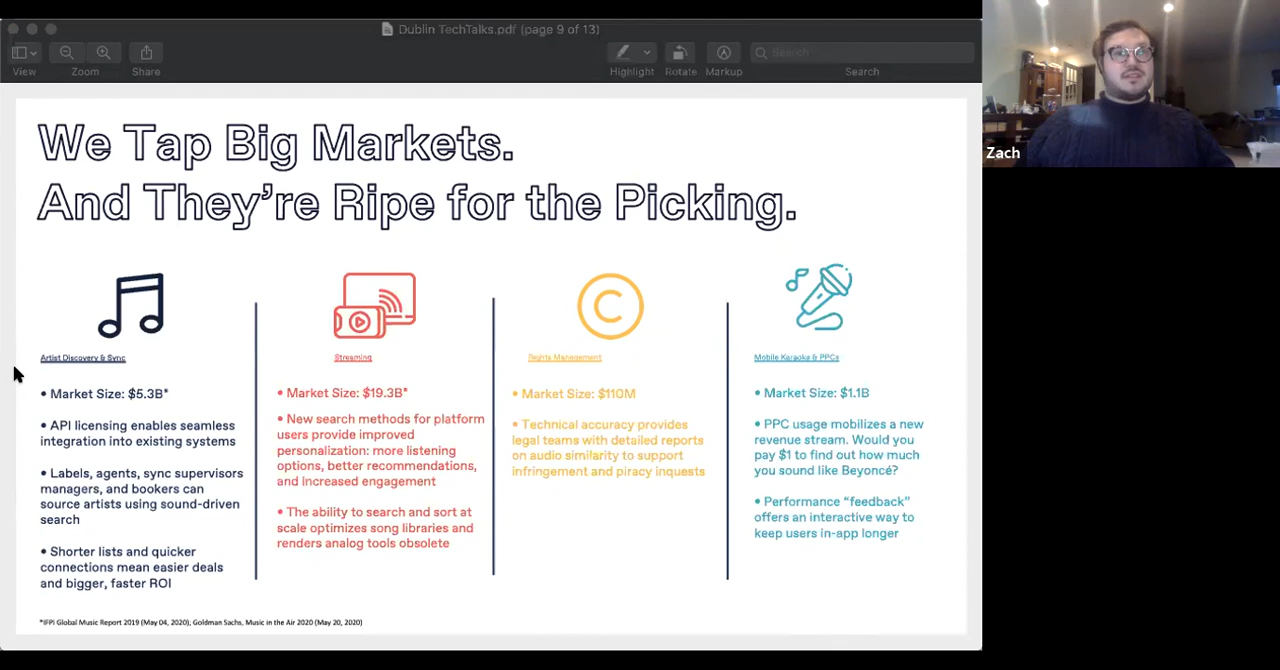 Dublin TechTalks.pdf (page 9 of 13)
View
Zoom
Share
Highlight
Rotate
Markup
Search
Search
Zach
We Tap Big Markets.
And They're Ripe for the Picking.
Artist Discovery & Sync
• Market Size: $5.3B*
• API licensing enables seamless
integration into existing systems
• Labels, agents, sync supervisors
managers, and bookers can
source artists using sound-driven
search
• Shorter lists and quicker
connections mean easier deals
and bigger, faster ROI
Streaming
• Market Size: $19.3B*
• New search methods for platform
users provide improved
personalization: more listening
options, better recommendations,
and increased engagement
• The ability to search and sort at
scale optimizes song libraries and
renders analog tools obsolete
C
Rights Management
• Market Size: $110M
• Technical accuracy provides
legal teams with detailed reports
on audio similarity to support
infringement and piracy inquests
Mobile Karaoke & PPCs
• Market Size: $1.1B
• PPC usage mobilizes a new
revenue stream. Would you
pay $1 to find out how much
you sound like Beyoncé?
• Performance “feedback”
offers an interactive way to
keep users in-app longer
*IFPI Global Music Report 2019 (May 04, 2020); Goldman Sachs, Music in the Air 2020 (May 20, 2020)